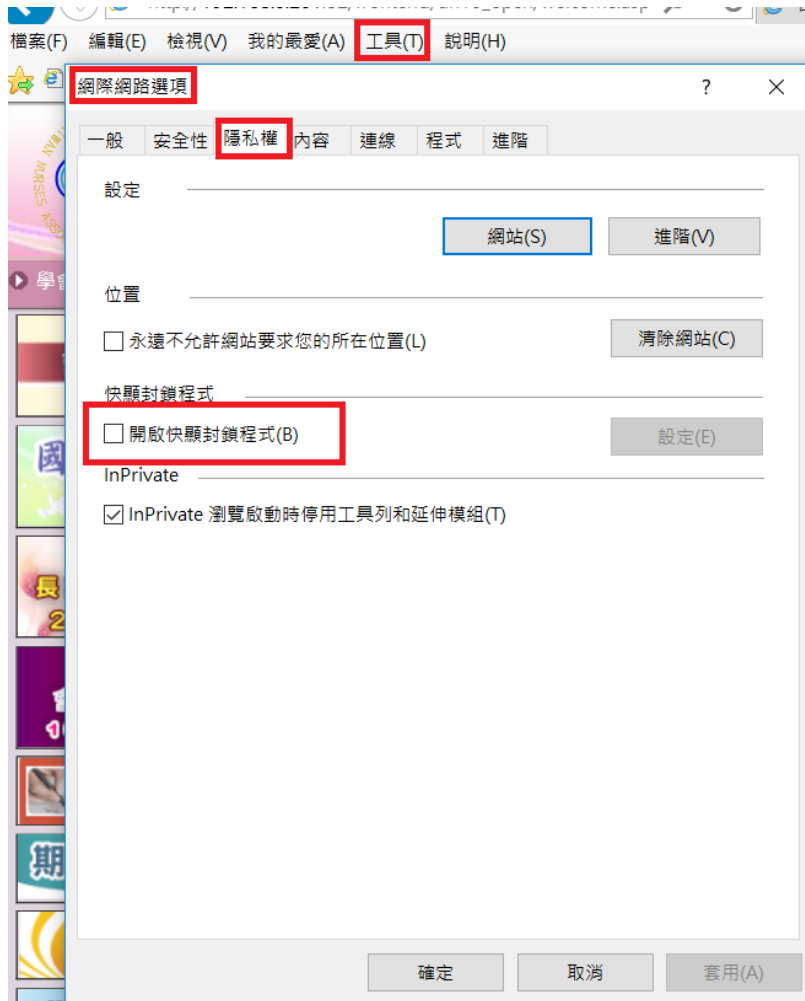 檔案(F) 編輯(E) 檢視(V) 我的最愛(A) 工具(T) 說明(H)
網際網路選項 ?
一般 安全性 隱私權 內容 連線 程式 進階
設定
網站(S) 進階(V)
NURSES
學會
位置
永遠不允許網站要求您的所在位置(L) 清除網站(C)
快顯封鎖程式
開啟快顯封鎖程式(B) 設定(E)
國
InPrivate
InPrivate 瀏覽啟動時停用工具列和延伸模組(T)
長
2
期
確定 取消 套用(A)